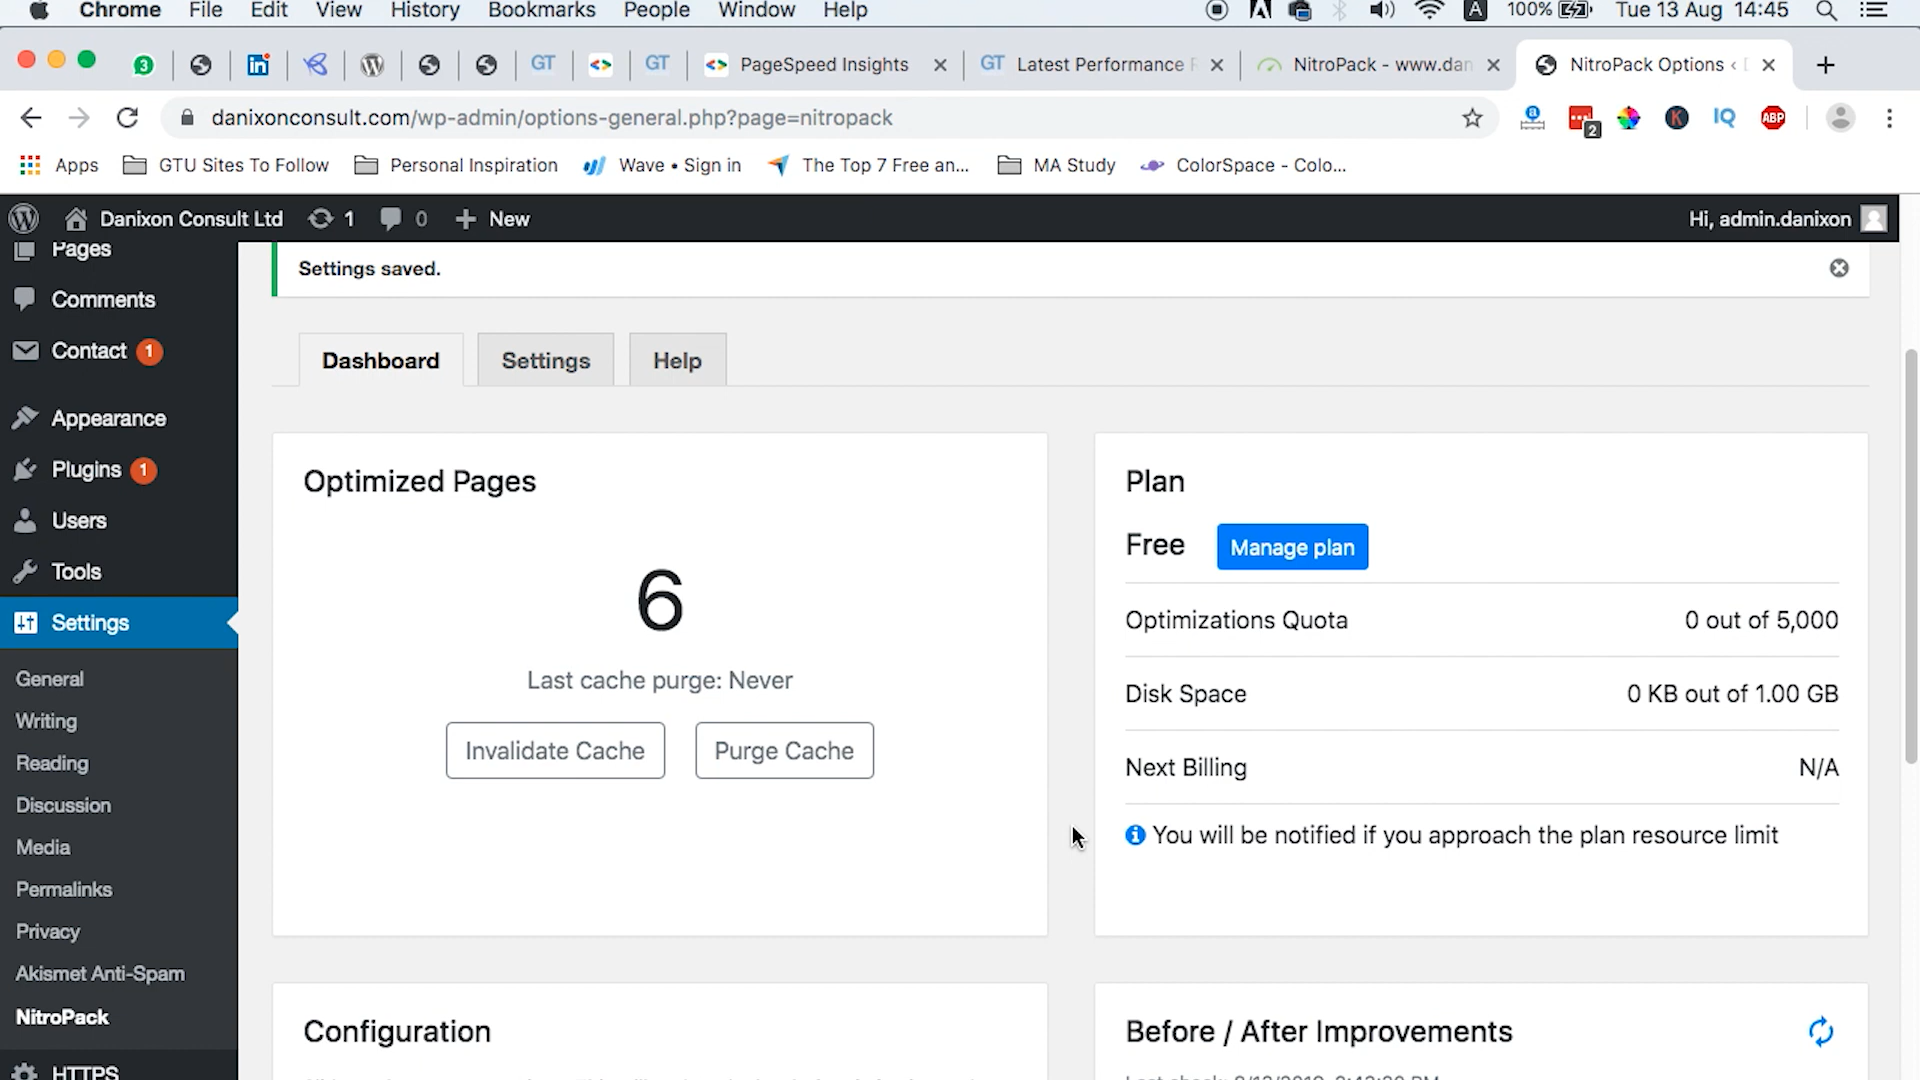 Chrome File Edit View History Bookmarks People Window Help 100% Tue 13 Aug 14:45
3 GT GT PageSpeed Insights GT Latest Performance R NitroPack - www.dan NitroPack Options ‹
danixonconsult.com/wp-admin/options-general.php?page=nitropack 2 K IQ ABP
Apps GTU Sites To Follow Personal Inspiration Wave • Sign in The Top 7 Free an... MA Study ColorSpace - Colo...
Danixon Consult Ltd 1 0 New Hi, admin.danixon
Pages
Comments
Contact 1
Appearance
Plugins 1
Users
Tools
Settings
General
Writing
Reading
Discussion
Media
Permalinks
Privacy
Akismet Anti-Spam
NitroPack
HTTPS
Settings saved.
Dashboard Settings Help
Optimized Pages
6
Last cache purge: Never
Invalidate Cache Purge Cache
Plan
Free Manage plan
Optimizations Quota 0 out of 5,000
Disk Space 0 KB out of 1.00 GB
Next Billing N/A
You will be notified if you approach the plan resource limit
Configuration
Before / After Improvements